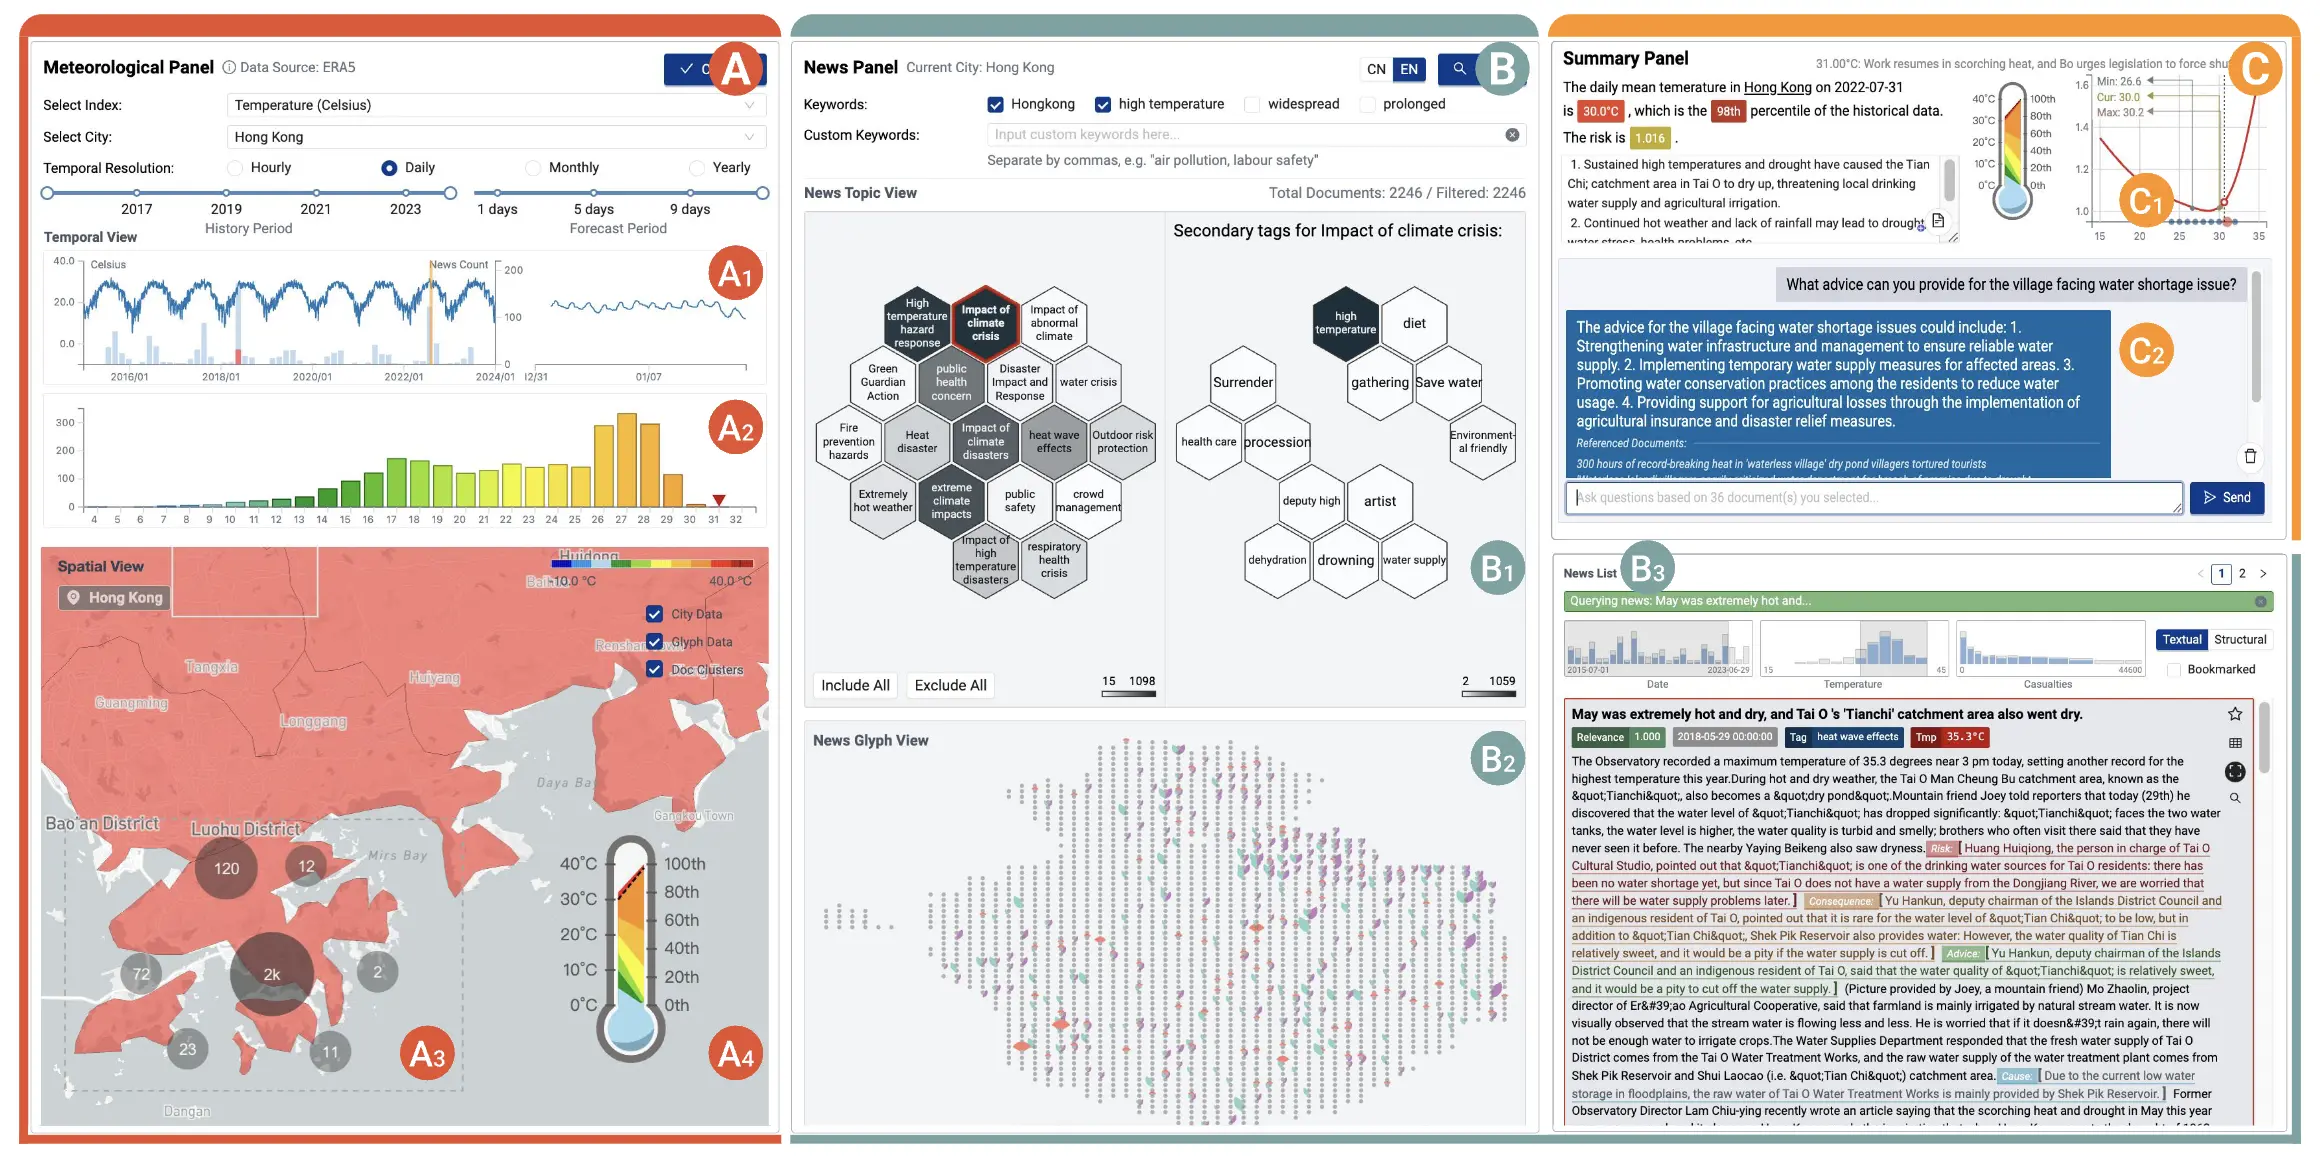 Meteorological Panel
Data Source: ERA5
A
Select Index:
Temperature (Celsius)
Select City:
Hong Kong
Temporal Resolution:
Hourly
Daily
Monthly
Yearly
2017 2019 2021 2023
1 days 5 days 9 days
History Period
Forecast Period
Temporal View
A1
40.0
Celsius
News Count
200
20.0
100
0.0
0
2016/01 2018/01 2020/01 2022/01 2024/01
12/31 01/07
A2
300
200
100
0
4 5 6 7 8 9 10 11 12 13 14 15 16 17 18 19 20 21 22 23 24 25 26 27 28 29 30 31 32
Spatial View
Hong Kong
Huidong
-10.0 °C
40.0 °C
City Data
Glyph Data
Doc Clusters
Tangxia
Huiyang
Guangming
Longgang
Daya Bay
Gangkou Town
Bao'an District
Luohu District
Mirs Bay
120
12
72
2k
2
23
11
Dangan
A3
40°C 100th
80th
30°C
60th
20°C
40th
10°C
20th
0°C 0th
A4
News Panel
Current City: Hong Kong
CN
EN
B
Keywords:
Hongkong
high temperature
widespread
prolonged
Custom Keywords:
Input custom keywords here...
Separate by commas, e.g. "air pollution, labour safety"
News Topic View
Total Documents: 2246 / Filtered: 2246
High temperature hazard response
Impact of climate crisis
Impact of abnormal climate
Green Guardian Action
public health concern
Disaster Impact and Response
water crisis
Fire prevention hazards
Heat disaster
Impact of climate disasters
heat wave effects
Outdoor risk protection
Extremely hot weather
extreme climate impacts
public safety
crowd management
Impact of high temperature disasters
respiratory health crisis
Include All
Exclude All
15 1098
Secondary tags for Impact of climate crisis:
high temperature
diet
Surrender
gathering
Save water
health care
procession
Environment-al friendly
deputy high
artist
dehydration
drowning
water supply
B1
2 1059
News Glyph View
B2
Summary Panel
31.00°C: Work resumes in scorching heat, and Bo urges legislation to force shu
C
The daily mean temerature in Hong Kong on 2022-07-31
is 30.0°C , which is the 98th percentile of the historical data.
The risk is 1.016 .
1. Sustained high temperatures and drought have caused the Tian
Chi; catchment area in Tai O to dry up, threatening local drinking
water supply and agricultural irrigation.
2. Continued hot weather and lack of rainfall may lead to drought,
water stress, health problems, etc.
40°C 100th
80th
30°C
60th
20°C
40th
10°C
20th
0°C 0th
1.6
1.4
1.2
1.0
Min: 26.6
Cur: 30.0
Max: 30.2
C1
15 20 25 30 35
What advice can you provide for the village facing water shortage issue?
The advice for the village facing water shortage issues could include: 1.
Strengthening water infrastructure and management to ensure reliable water
supply. 2. Implementing temporary water supply measures for affected areas. 3.
Promoting water conservation practices among the residents to reduce water
usage. 4. Providing support for agricultural losses through the implementation of
agricultural insurance and disaster relief measures.
Referenced Documents:
300 hours of record-breaking heat in 'waterless village' dry pond villagers tortured tourists
C2
Ask questions based on 36 document(s) you selected...
Send
News List
B3
1 2
Querying news: May was extremely hot and...
2015-07-01 2023-06-29
Date
15 45
Temperature
0 44600
Casualties
Textual
Structural
Bookmarked
May was extremely hot and dry, and Tai O 's 'Tianchi' catchment area also went dry.
Relevance 1.000
2018-05-29 00:00:00
Tag heat wave effects
Tmp 35.3°C
The Observatory recorded a maximum temperature of 35.3 degrees near 3 pm today, setting another record for the
highest temperature this year.During hot and dry weather, the Tai O Man Cheung Bu catchment area, known as the
&quot;Tianchi&quot;, also becomes a &quot;dry pond&quot;.Mountain friend Joey told reporters that today (29th) he
discovered that the water level of &quot;Tianchi&quot; has dropped significantly: &quot;Tianchi&quot; faces the two water
tanks, the water level is higher, the water quality is turbid and smelly; brothers who often visit there said that they have
never seen it before. The nearby Yaying Beikeng also saw dryness. Risk: [ Huang Huiqiong, the person in charge of Tai O
Cultural Studio, pointed out that &quot;Tianchi&quot; is one of the drinking water sources for Tai O residents: there has
been no water shortage yet, but since Tai O does not have a water supply from the Dongjiang River, we are worried that
there will be water supply problems later. ] Consequence: [ Yu Hankun, deputy chairman of the Islands District Council and
an indigenous resident of Tai O, pointed out that it is rare for the water level of &quot;Tian Chi&quot; to be low, but in
addition to &quot;Tian Chi&quot;, Shek Pik Reservoir also provides water: However, the water quality of Tian Chi is
relatively sweet, and it would be a pity if the water supply is cut off. ] Advice: [ Yu Hankun, deputy chairman of the Islands
District Council and an indigenous resident of Tai O, said that the water quality of &quot;Tianchi&quot; is relatively sweet,
and it would be a pity to cut off the water supply. ] (Picture provided by Joey, a mountain friend) Mo Zhaolin, project
director of Er&#39;ao Agricultural Cooperative, said that farmland is mainly irrigated by natural stream water. It is now
visually observed that the stream water is flowing less and less. He is worried that if it doesn&#39;t rain again, there will
not be enough water to irrigate crops.The Water Supplies Department responded that the fresh water supply of Tai O
District comes from the Tai O Water Treatment Works, and the raw water supply of the water treatment plant comes from
Shek Pik Reservoir and Shui Laocao (i.e. &quot;Tian Chi&quot;) catchment area. Cause: [ Due to the current low water
storage in floodplains, the raw water of Tai O Water Treatment Works is mainly provided by Shek Pik Reservoir. ] Former
Observatory Director Lam Chiu-ying recently wrote an article saying that the scorching heat and drought in May this year